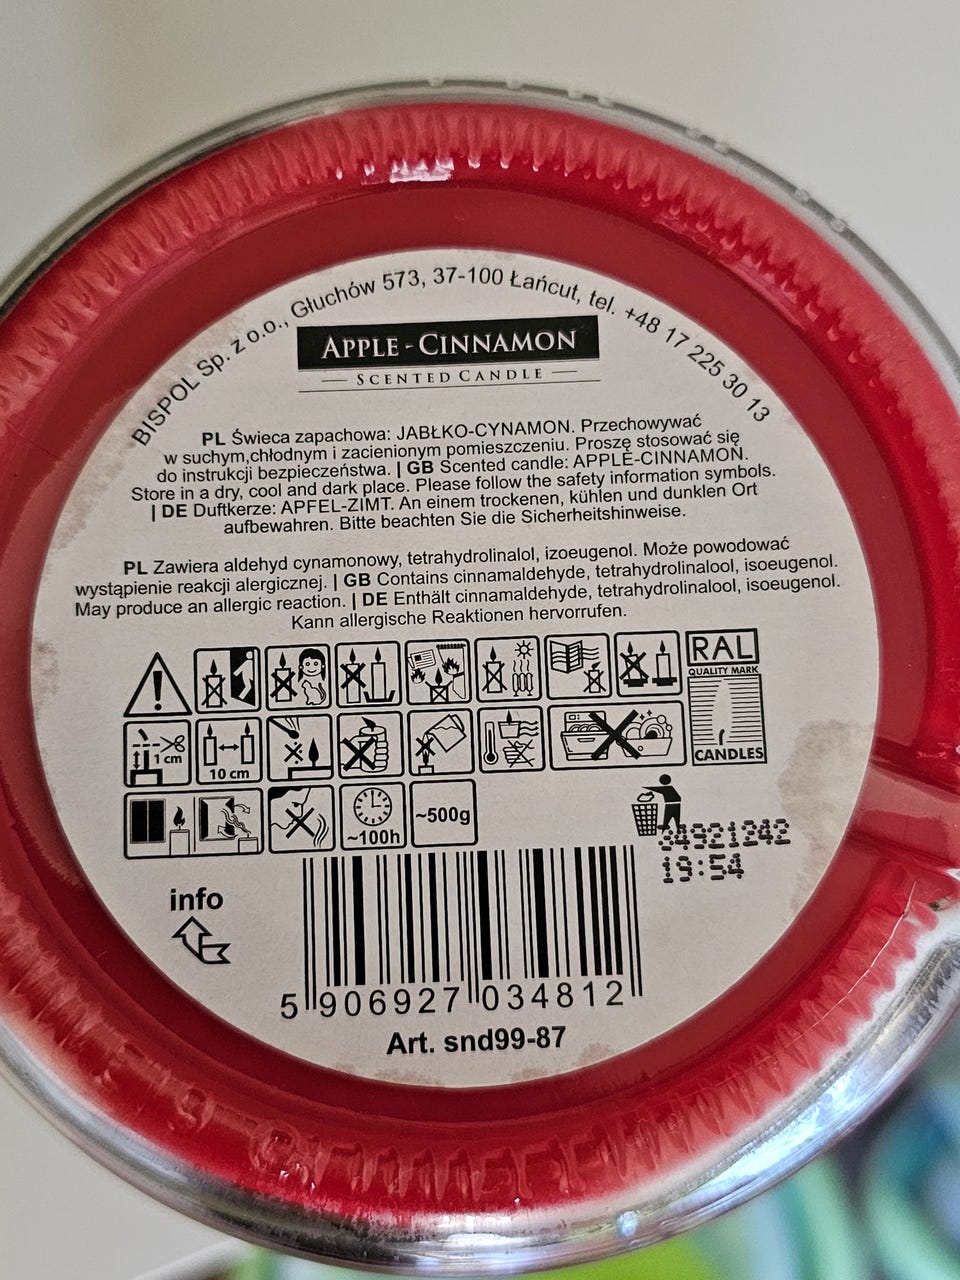 BISPOL Sp. z o.o., Głuchów 573, 37-100 Łańcut, tel. +48 17 225 30 13
APPLE - CINNAMON
SCENTED CANDLE
PL Świeca zapachowa: JABŁKO-CYNAMON. Przechowywać
w suchym,chłodnym i zacienionym pomieszczeniu. Proszę stosować się
do instrukcji bezpieczeństwa. | GB Scented candle: APPLE-CINNAMON.
Store in a dry, cool and dark place. Please follow the safety information symbols.
| DE Duftkerze: APFEL-ZIMT. An einem trockenen, kühlen und dunklen Ort
aufbewahren. Bitte beachten Sie die Sicherheitshinweise.
PL Zawiera aldehyd cynamonowy, tetrahydrolinalol, izoeugenol. Może powodować
wystąpienie reakcji alergicznej. | GB Contains cinnamaldehyde, tetrahydrolinalool, isoeugenol.
May produce an allergic reaction. | DE Enthält cinnamaldehyde, tetrahydrolinalool, isoeugenol.
Kann allergische Reaktionen hervorrufen.
RAL
QUALITY MARK
CANDLES
1 cm
10 cm
~100h
~500g
4921242
19:54
info
5 906927 034812
Art. snd99-87